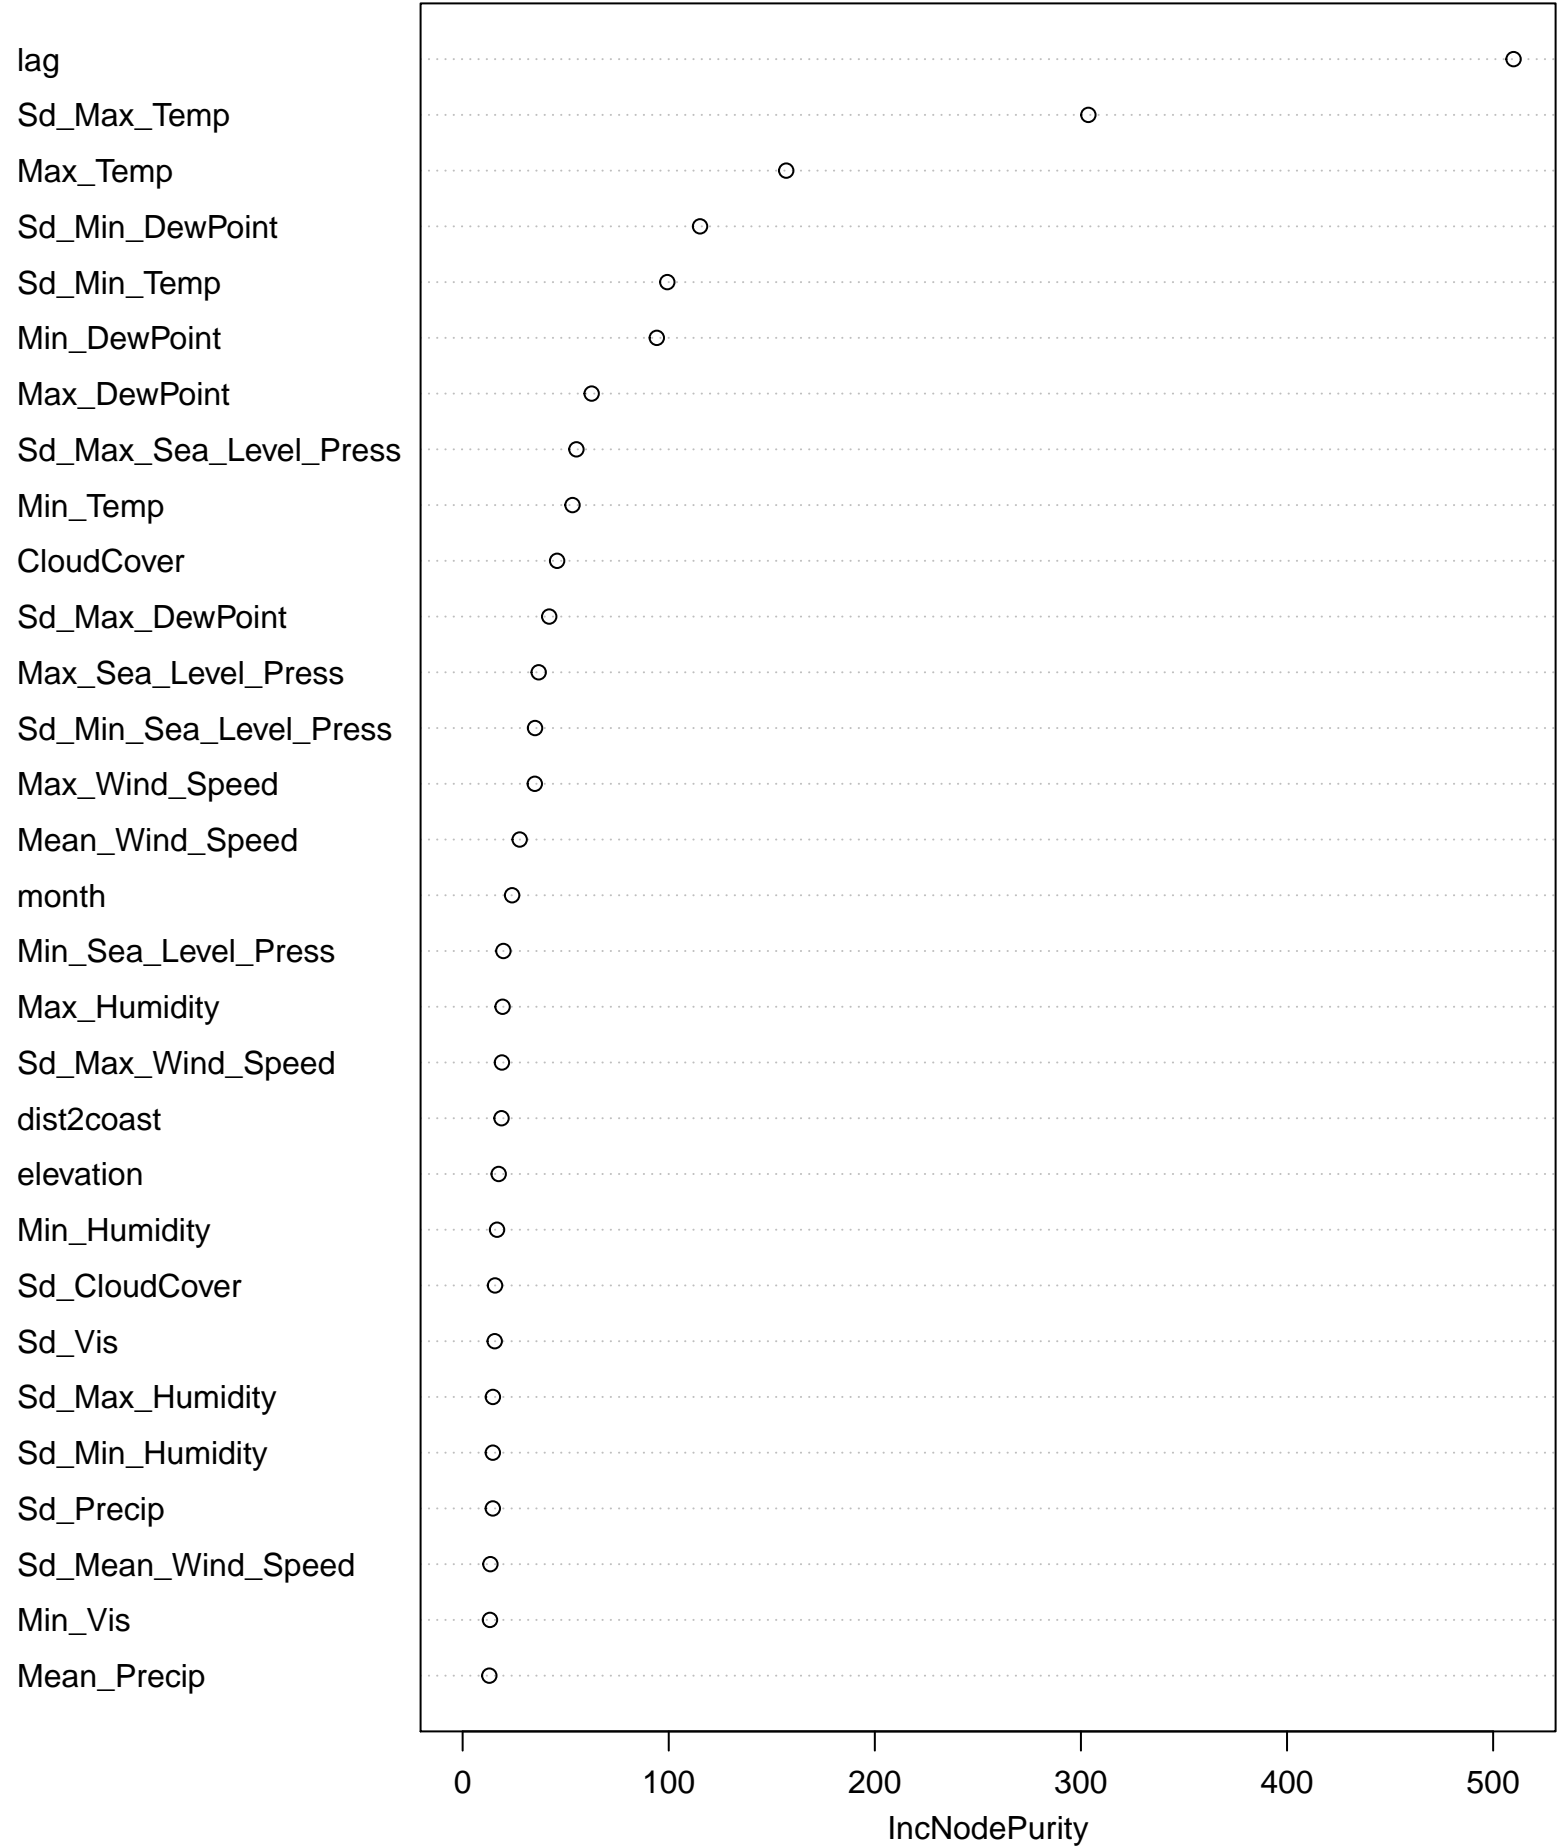 lag
Sd_Max_Temp
Max_Temp
Sd_Min_DewPoint
Sd_Min_Temp
Min_DewPoint
Max_DewPoint
Sd_Max_Sea_Level_Press
Min_Temp
CloudCover
Sd_Max_DewPoint
Max_Sea_Level_Press
Sd_Min_Sea_Level_Press
Max_Wind_Speed
Mean_Wind_Speed
month
Min_Sea_Level_Press
Max_Humidity
Sd_Max_Wind_Speed
dist2coast
elevation
Min_Humidity
Sd_CloudCover
Sd_Vis
Sd_Max_Humidity
Sd_Min_Humidity
Sd_Precip
Sd_Mean_Wind_Speed
Min_Vis
Mean_Precip
0 100 200 300 400 500
IncNodePurity